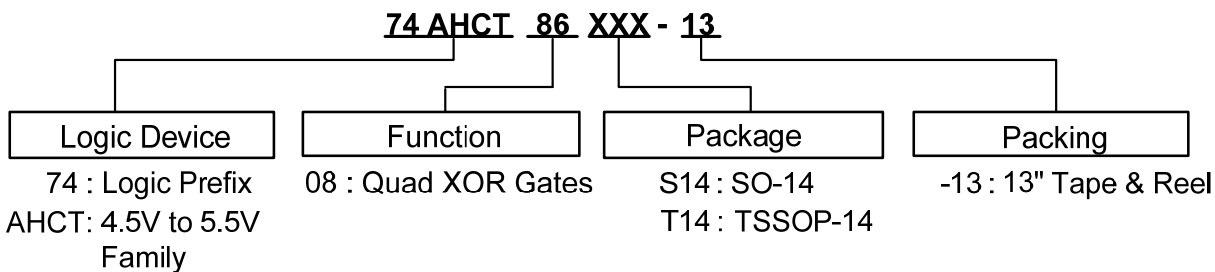 74 AHCT 86 XXX - 13
Logic Device
Function
Package
Packing
74 : Logic Prefix
08 : Quad XOR Gates
S14 : SO-14
-13 : 13" Tape & Reel
AHCT: 4.5V to 5.5V
T14 : TSSOP-14
Family